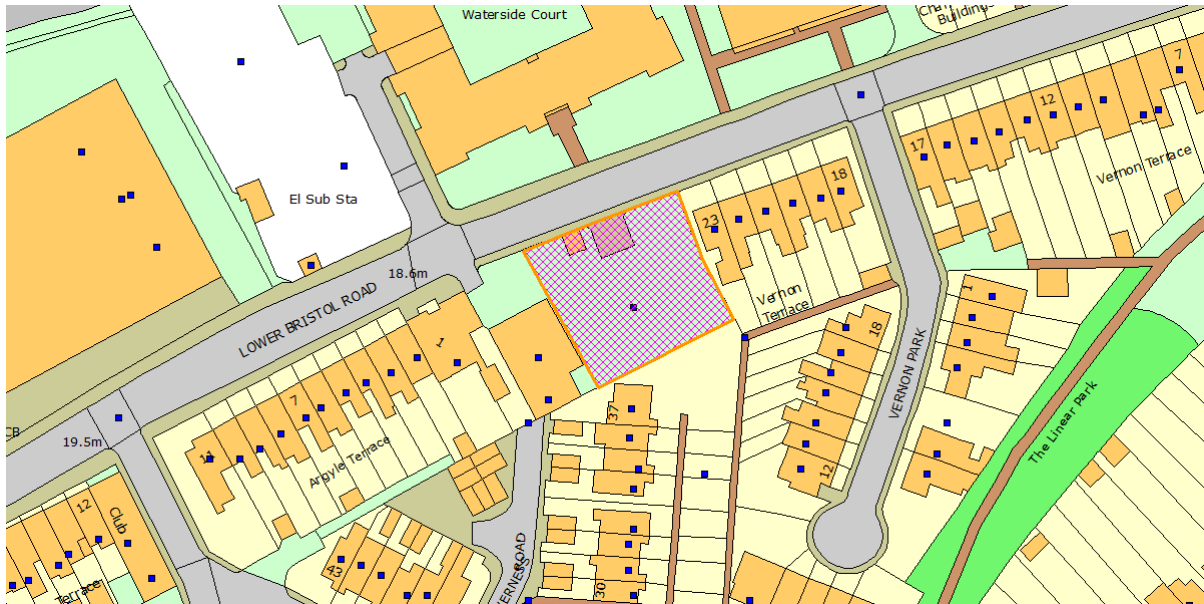 Waterside Court
Buildings
7
12
17
Vernon Terrace
El Sub Sta
18
23
18.6m
LOWER BRISTOL ROAD
Vernon
Terrace
1
1
18
VERNON PARK
7
37
The Linear Park
19.5m
11
Argyle Terrace
12
12
Club
43
30
Terrace